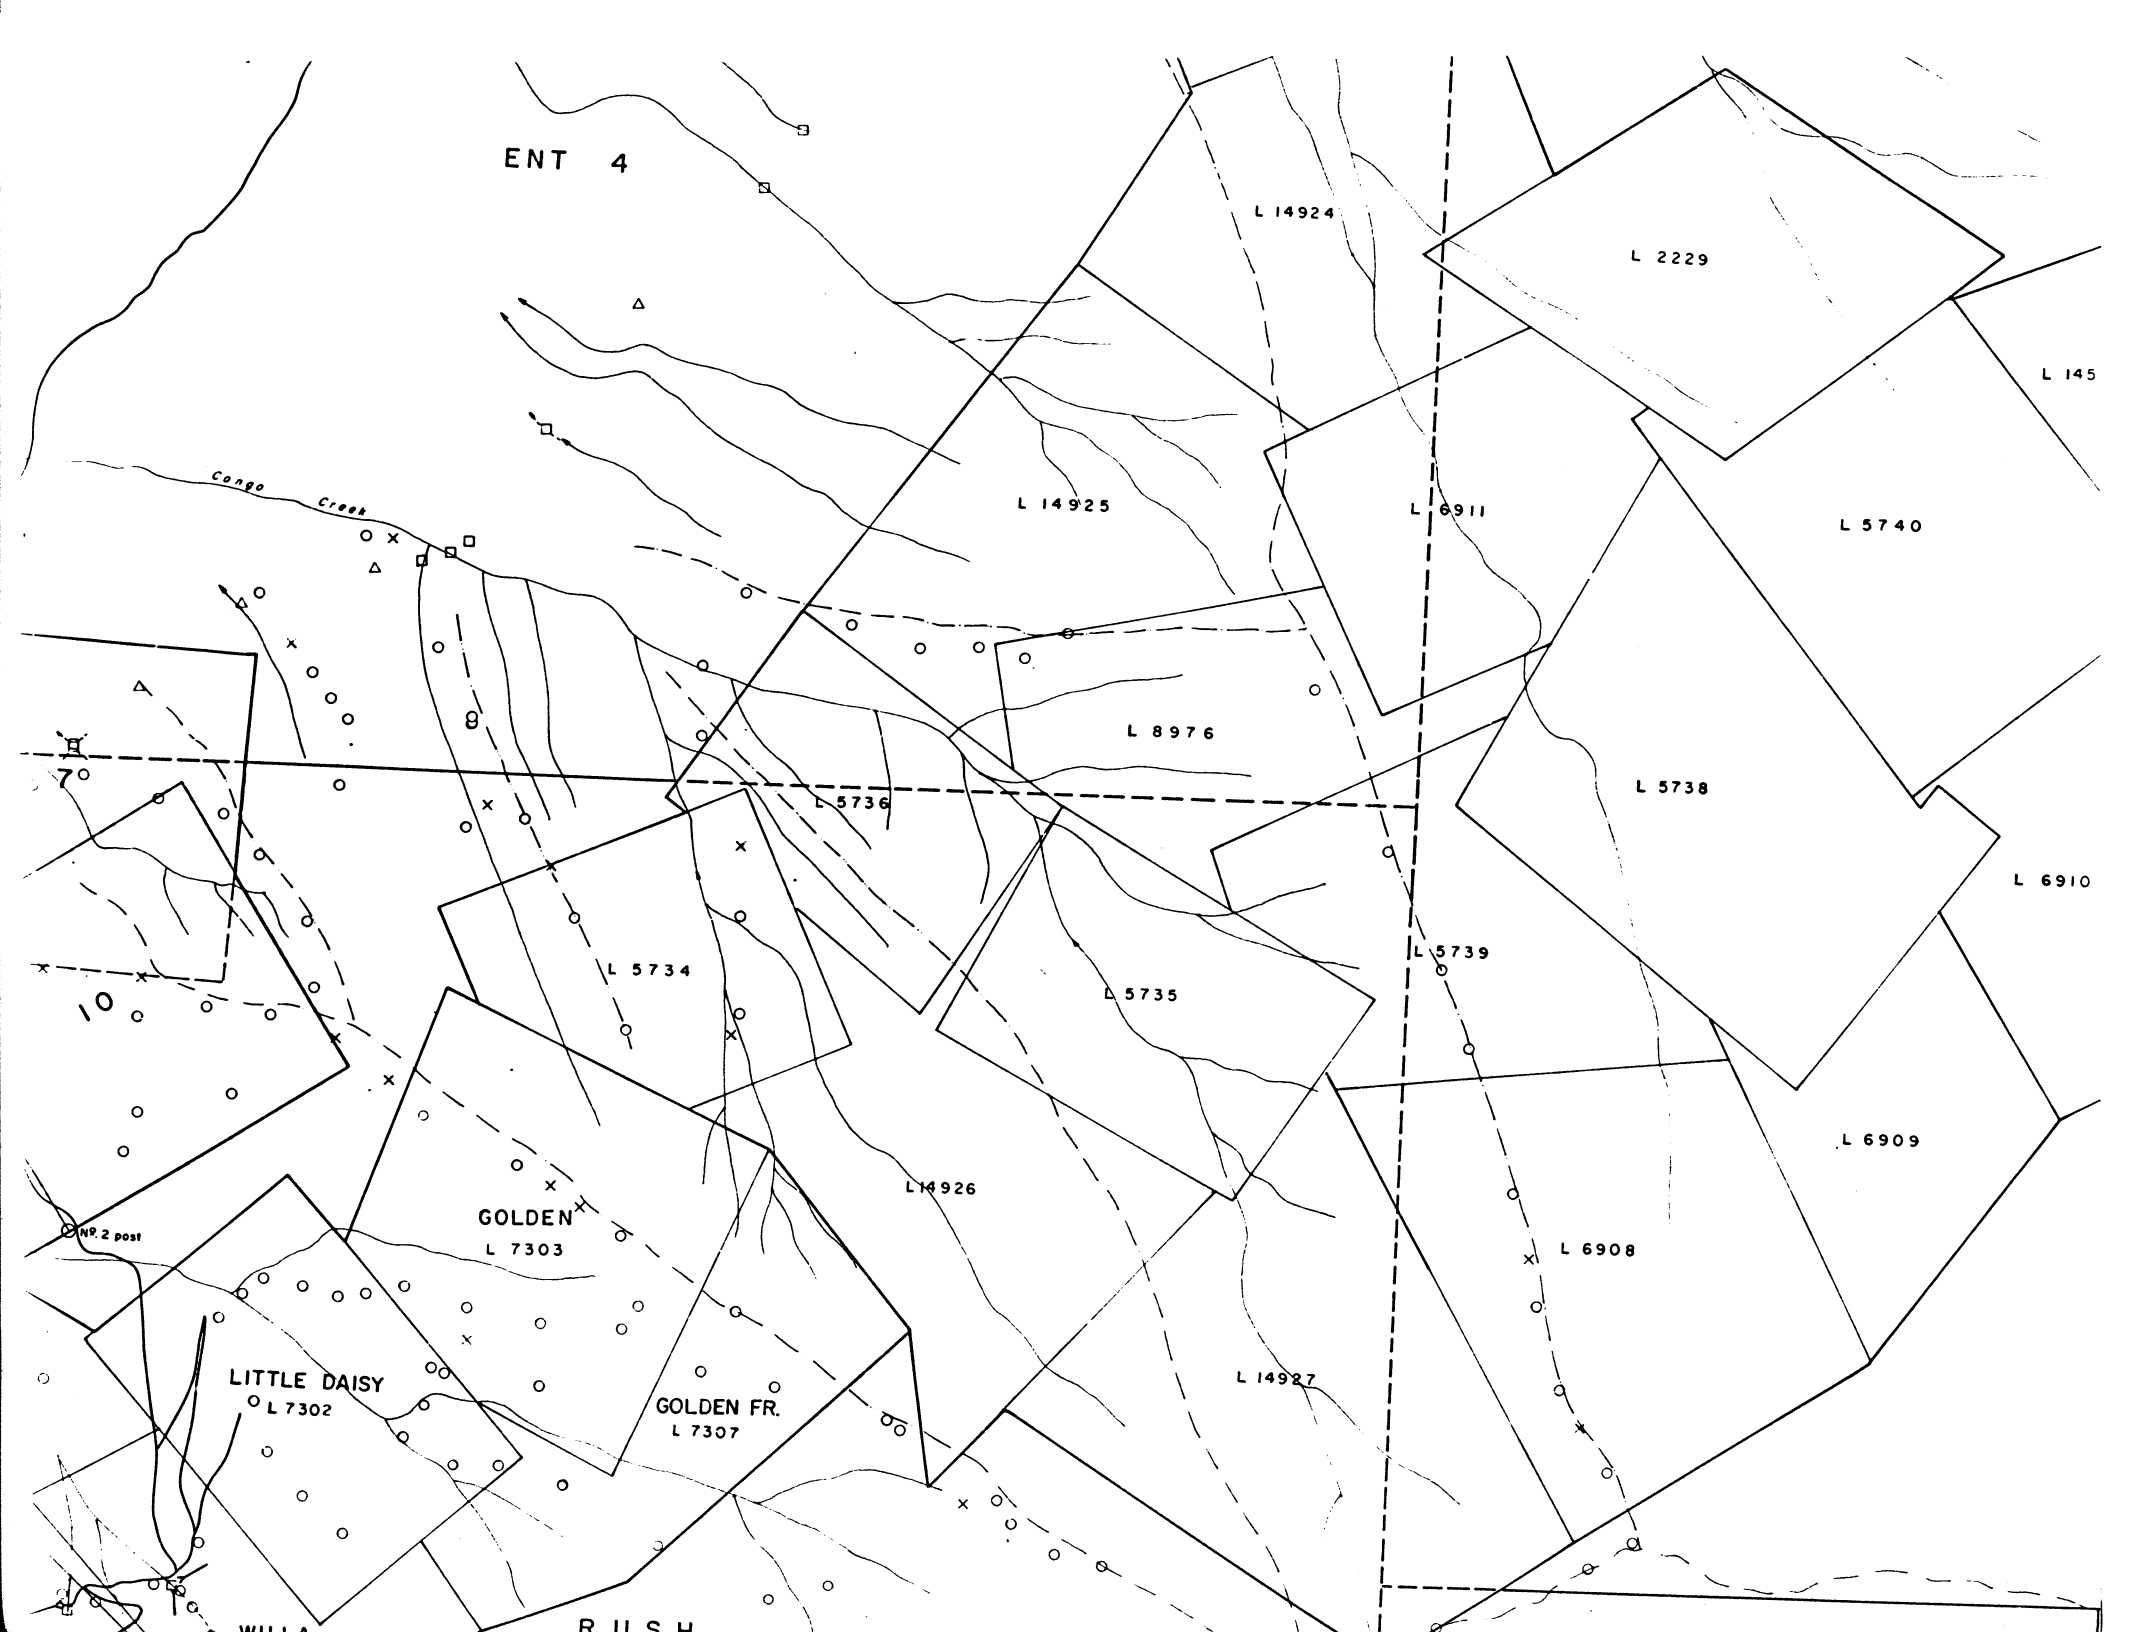 ENT 4
L 14924
L 2229
L 145
Congo Creek
L 14925
L 6911
L 5740
L 8976
7
L 5736
L 5738
L 6910
L 5734
L 5735
L 5739
10
L 6909
L 14926
No. 2 post
GOLDEN
L 7303
L 6908
LITTLE DAISY
L 7302
GOLDEN FR.
L 7307
L 14927
WILLA
RUSH